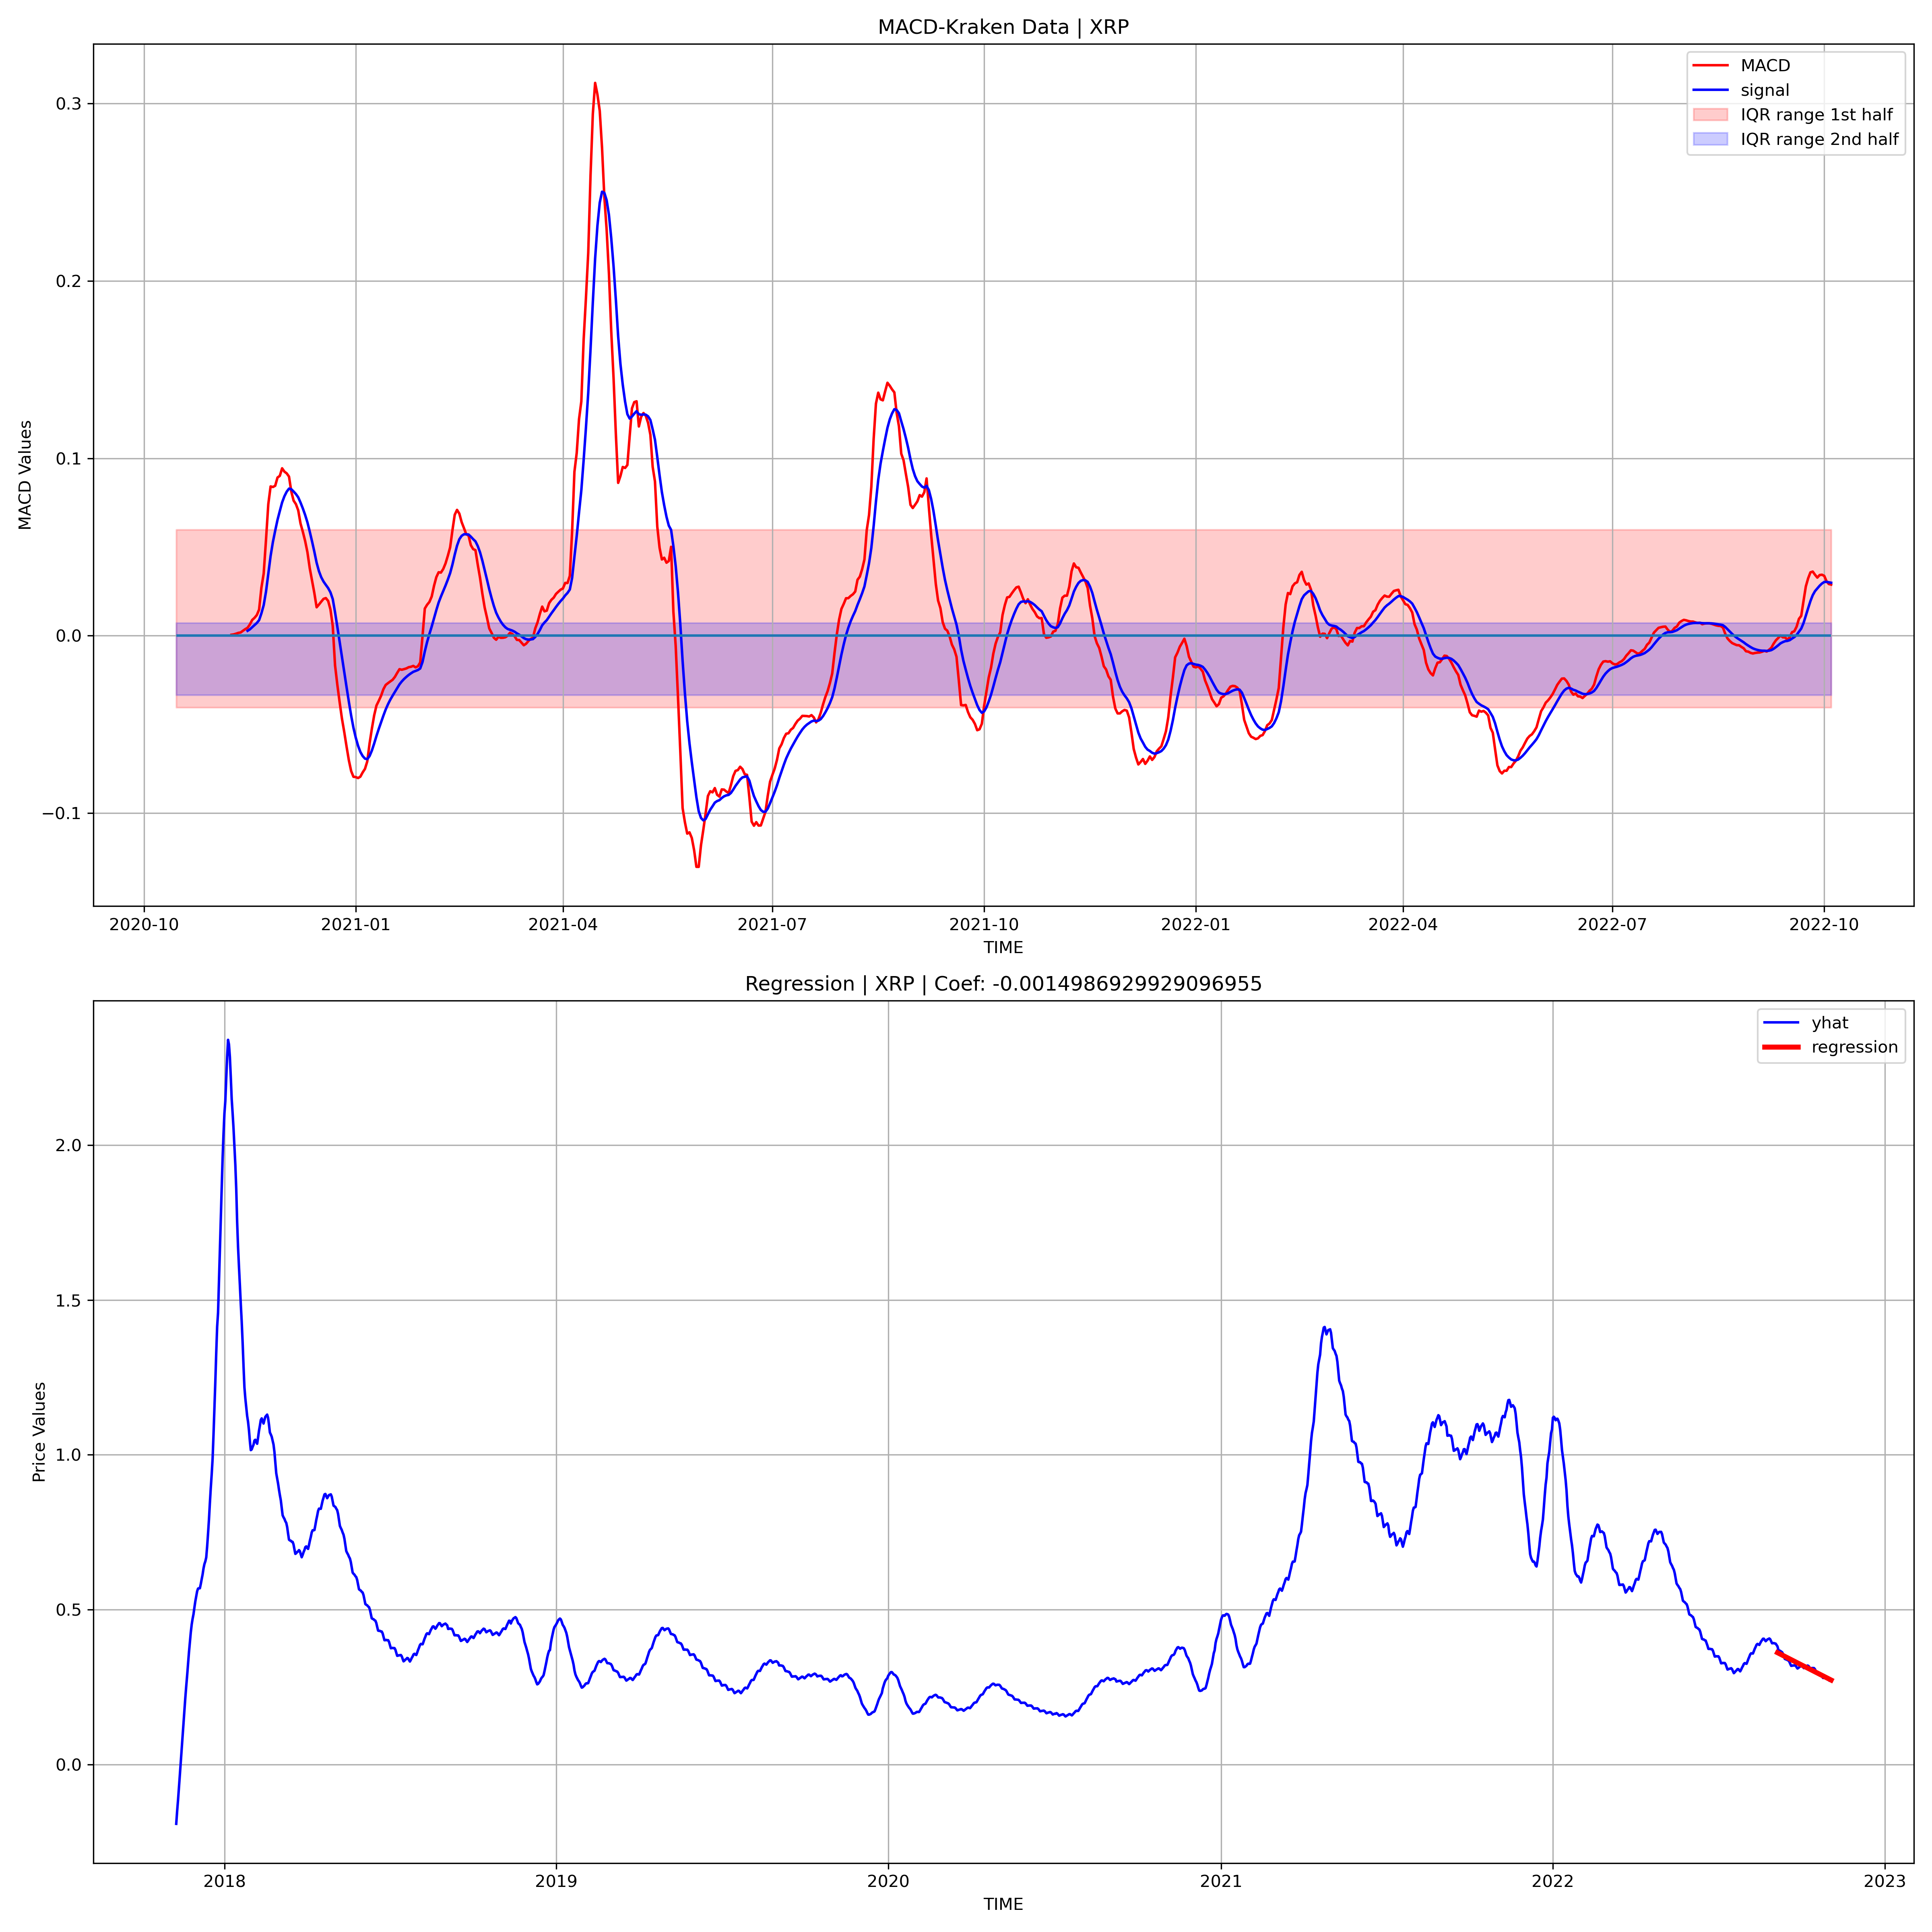 MACD-Kraken Data | XRP
MACD
signal
IQR range 1st half
IQR range 2nd half
0.3
0.2
0.1
0.0
−0.1
MACD Values
2020-10 2021-01 2021-04 2021-07 2021-10 2022-01 2022-04 2022-07 2022-10
TIME
Regression | XRP | Coef: -0.0014986929929096955
yhat
regression
2.0
1.5
1.0
0.5
0.0
Price Values
2018 2019 2020 2021 2022 2023
TIME